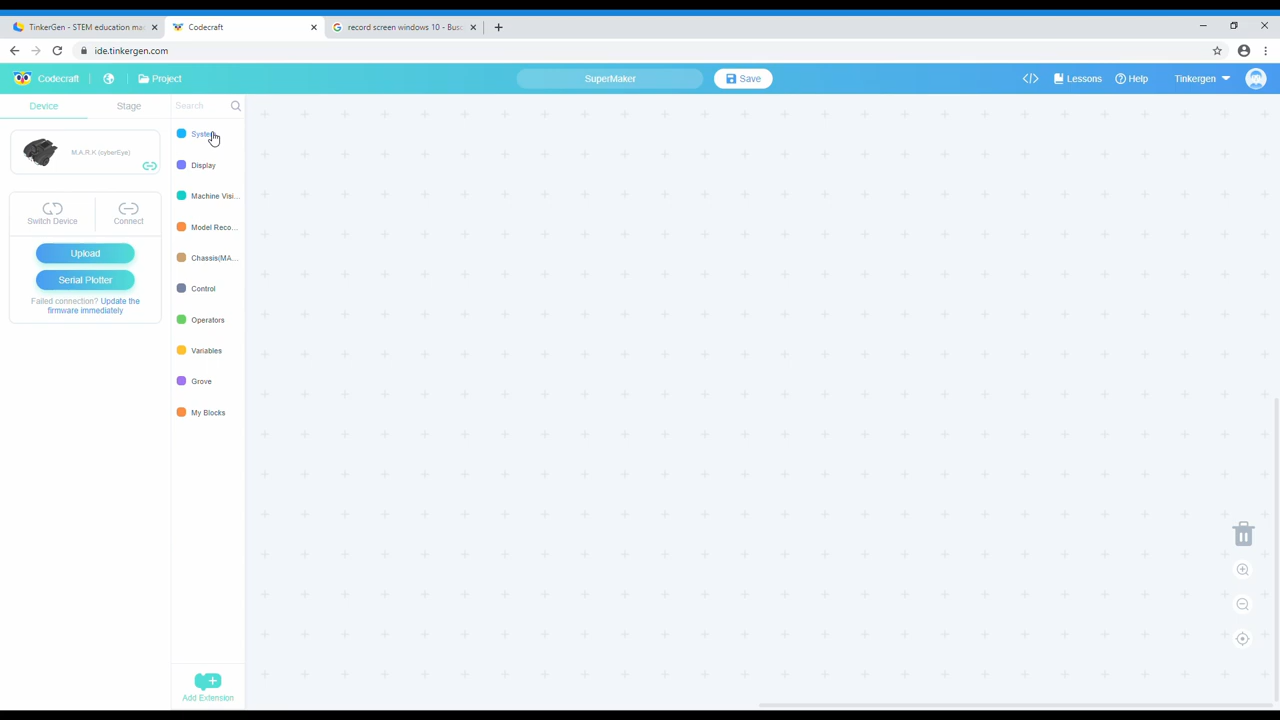 TinkerGen - STEM education ma
Codecraft
record screen windows 10 - Bus
ide.tinkergen.com
Codecraft
Project
SuperMaker
Save
Lessons
Help
Tinkergen
Device
Stage
Search
M.A.R.K (cyberEye)
Switch Device
Connect
Upload
Serial Plotter
Failed connection? Update the
firmware immediately
System
Display
Machine Visi...
Model Reco...
Chassis(MA...
Control
Operators
Variables
Grove
My Blocks
Add Extension